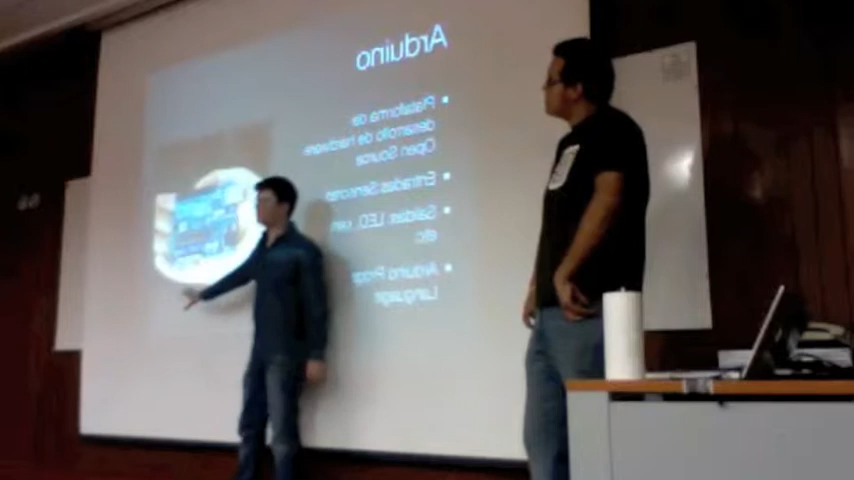 Arduino
Plataforma de
desarrollo de hardware
Open Source
Entradas Sensores
Salidas LED,
etc
Arduino
Language